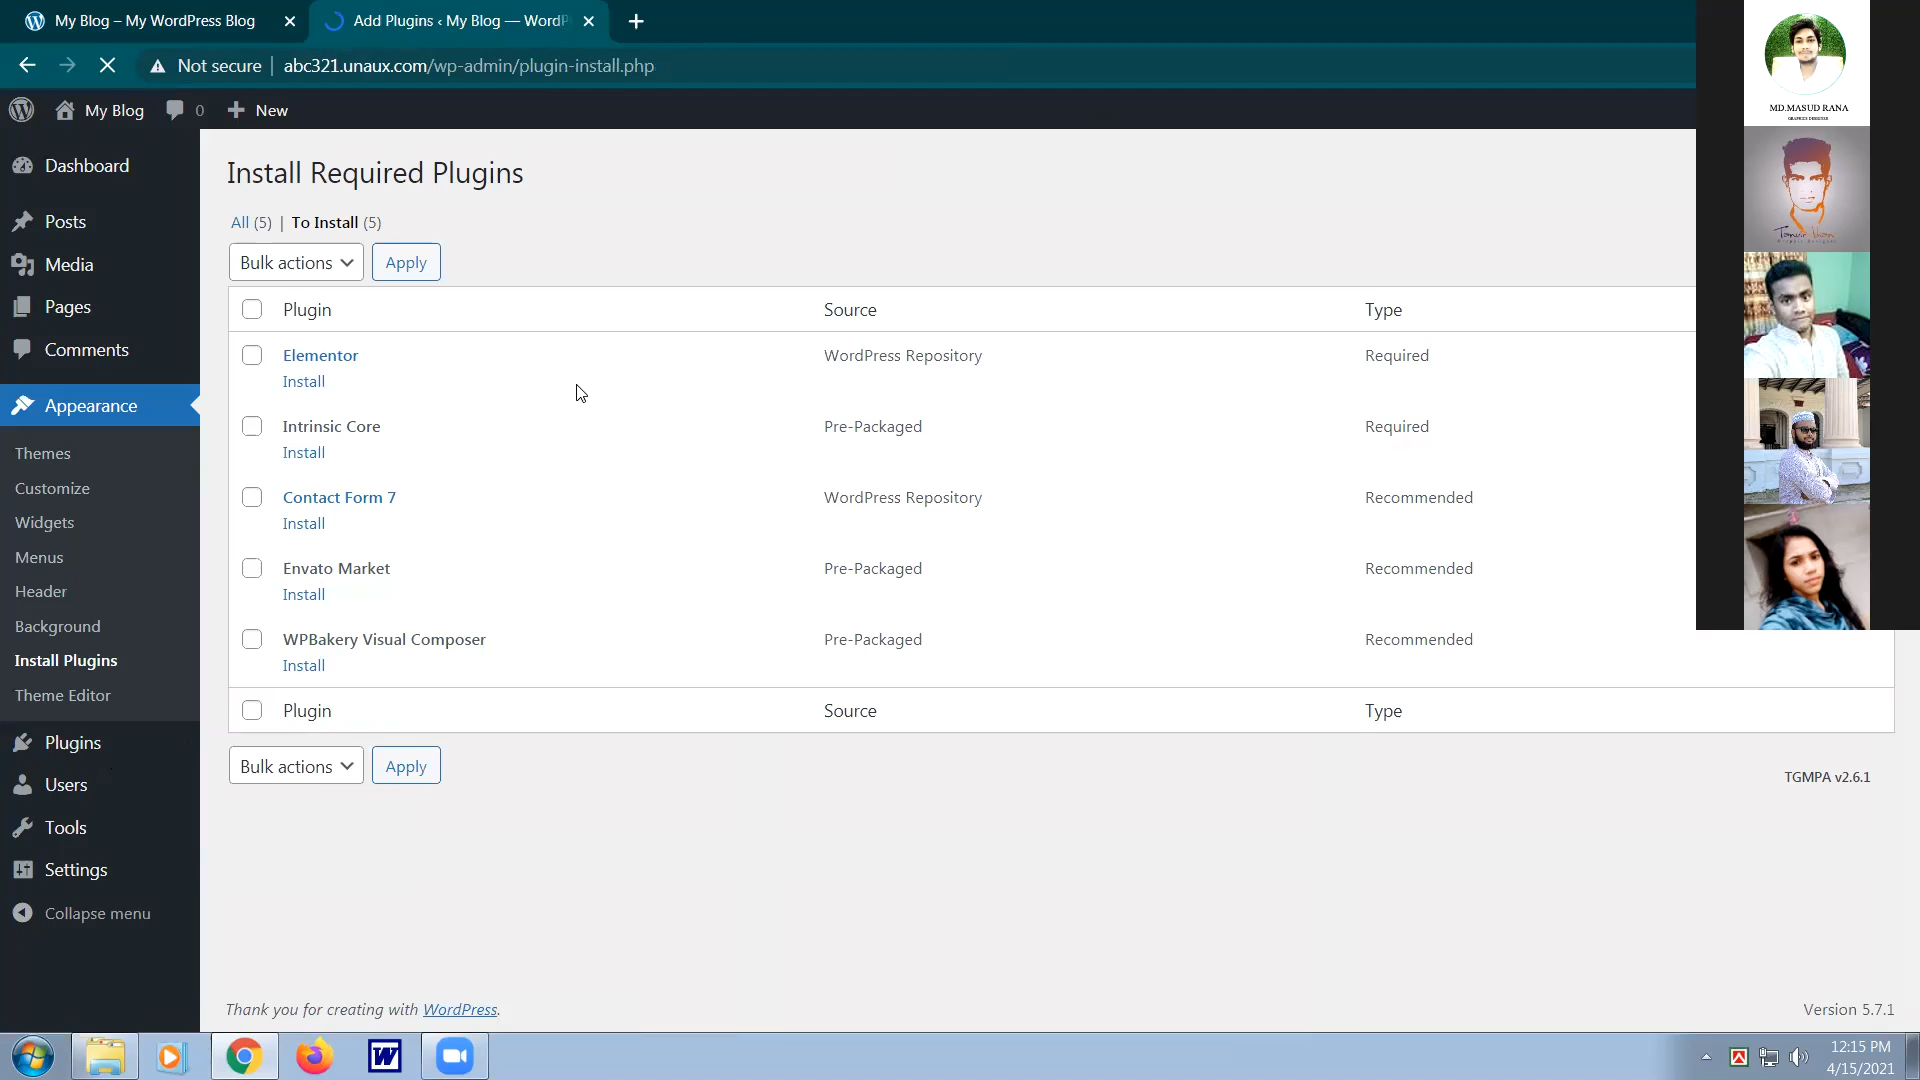 My Blog – My WordPress Blog
Add Plugins ‹ My Blog — WordP
Not secure
abc321.unaux.com/wp-admin/plugin-install.php
My Blog
0
New
Dashboard
Posts
Media
Pages
Comments
Appearance
Themes
Customize
Widgets
Menus
Header
Background
Install Plugins
Theme Editor
Plugins
Users
Tools
Settings
Collapse menu
Install Required Plugins
All (5) | To Install (5)
Bulk actions Apply
Plugin Source Type
Elementor WordPress Repository Required
Install
Intrinsic Core Pre-Packaged Required
Install
Contact Form 7 WordPress Repository Recommended
Install
Envato Market Pre-Packaged Recommended
Install
WPBakery Visual Composer Pre-Packaged Recommended
Install
Plugin Source Type
Bulk actions Apply
TGMPA v2.6.1
Thank you for creating with WordPress.
Version 5.7.1
MD.MASUD RANA
GRAPHICS DESIGNER
12:15 PM
4/15/2021